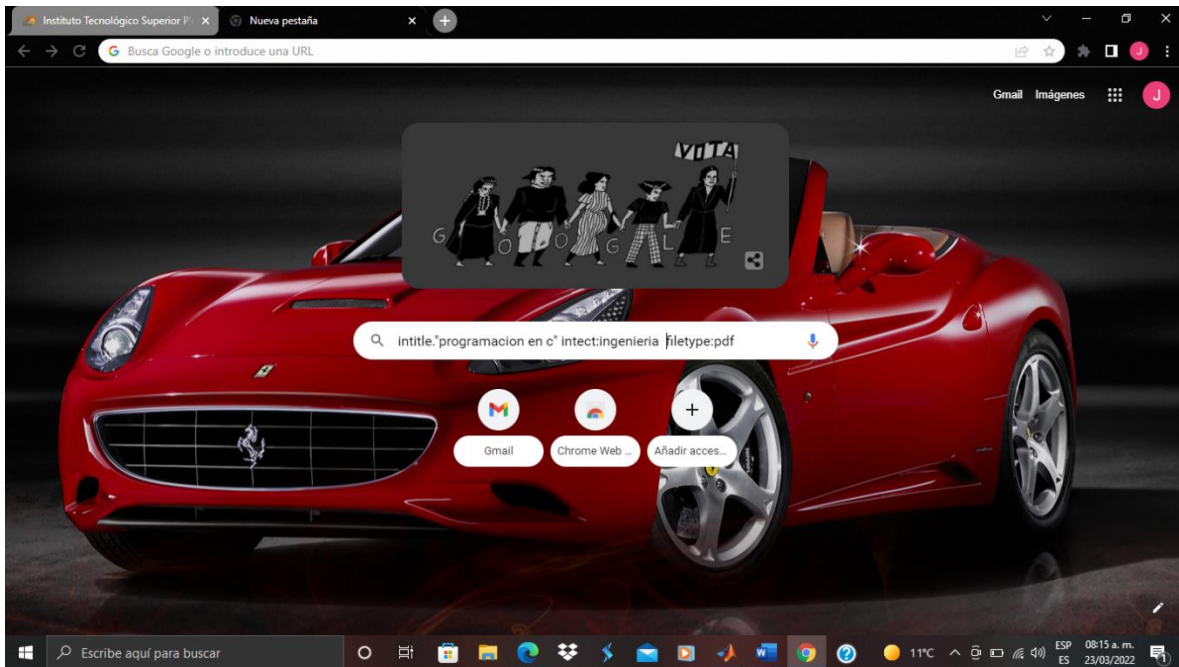 Instituto Tecnológico Superior P
Nueva pestaña
Busca Google o introduce una URL
Gmail Imágenes
J
VOTA
G O O G L E
intitle."programacion en c" intect:ingenieria filetype:pdf
Gmail
Chrome Web ...
Añadir acces...
Escribe aquí para buscar
11°C
ESP
ES
08:15 a. m.
23/03/2022